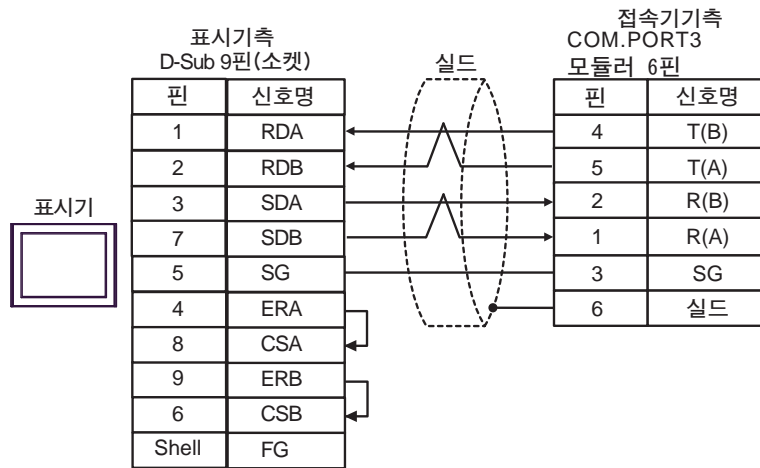 표시기측
D-Sub 9핀(소켓)
실드
접속기기측
COM.PORT3
모듈러 6핀
표시기
핀 신호명
1 RDA
2 RDB
3 SDA
7 SDB
5 SG
4 ERA
8 CSA
9 ERB
6 CSB
Shell FG
핀 신호명
4 T(B)
5 T(A)
2 R(B)
1 R(A)
3 SG
6 실드